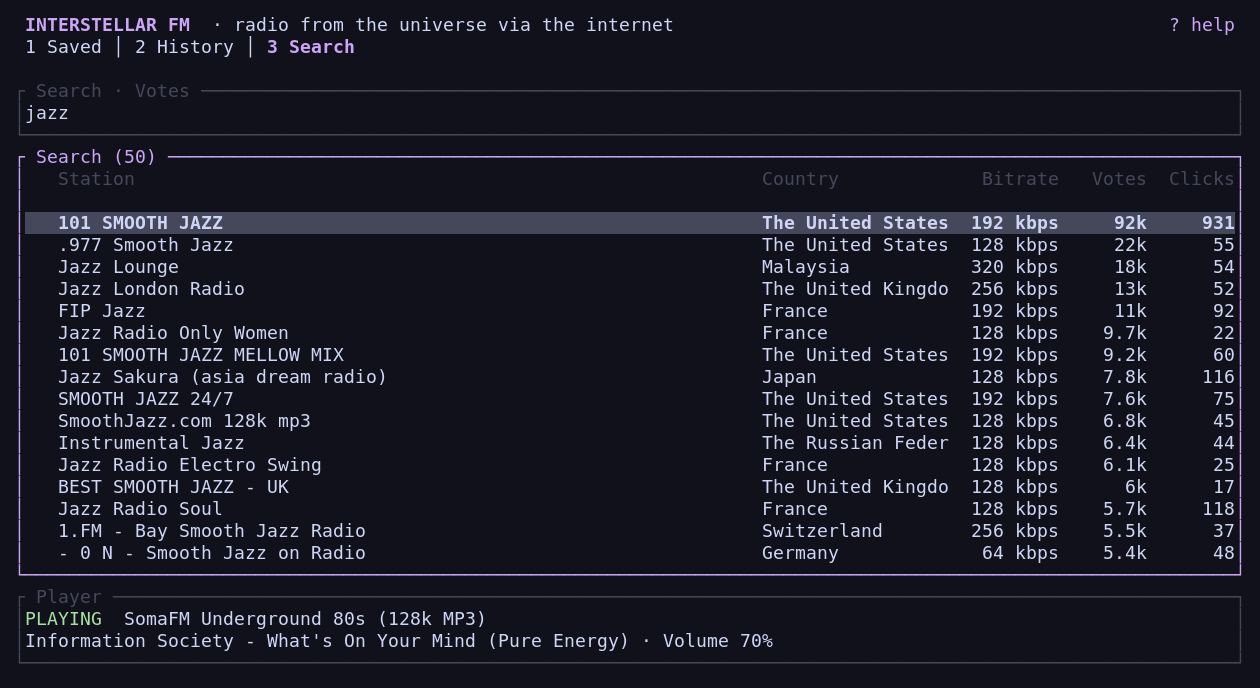 INTERSTELLAR FM · radio from the universe via the internet ? help
1 Saved │ 2 History │ 3 Search
Search · Votes
jazz
Search (50)
Station Country Bitrate Votes Clicks
101 SMOOTH JAZZ The United States 192 kbps 92k 931
.977 Smooth Jazz The United States 128 kbps 22k 55
Jazz Lounge Malaysia 320 kbps 18k 54
Jazz London Radio The United Kingdo 256 kbps 13k 52
FIP Jazz France 192 kbps 11k 92
Jazz Radio Only Women France 128 kbps 9.7k 22
101 SMOOTH JAZZ MELLOW MIX The United States 192 kbps 9.2k 60
Jazz Sakura (asia dream radio) Japan 128 kbps 7.8k 116
SMOOTH JAZZ 24/7 The United States 192 kbps 7.6k 75
SmoothJazz.com 128k mp3 The United States 128 kbps 6.8k 45
Instrumental Jazz The Russian Feder 128 kbps 6.4k 44
Jazz Radio Electro Swing France 128 kbps 6.1k 25
BEST SMOOTH JAZZ - UK The United Kingdo 128 kbps 6k 17
Jazz Radio Soul France 128 kbps 5.7k 118
1.FM - Bay Smooth Jazz Radio Switzerland 256 kbps 5.5k 37
- 0 N - Smooth Jazz on Radio Germany 64 kbps 5.4k 48
Player
PLAYING SomaFM Underground 80s (128k MP3)
Information Society - What's On Your Mind (Pure Energy) · Volume 70%